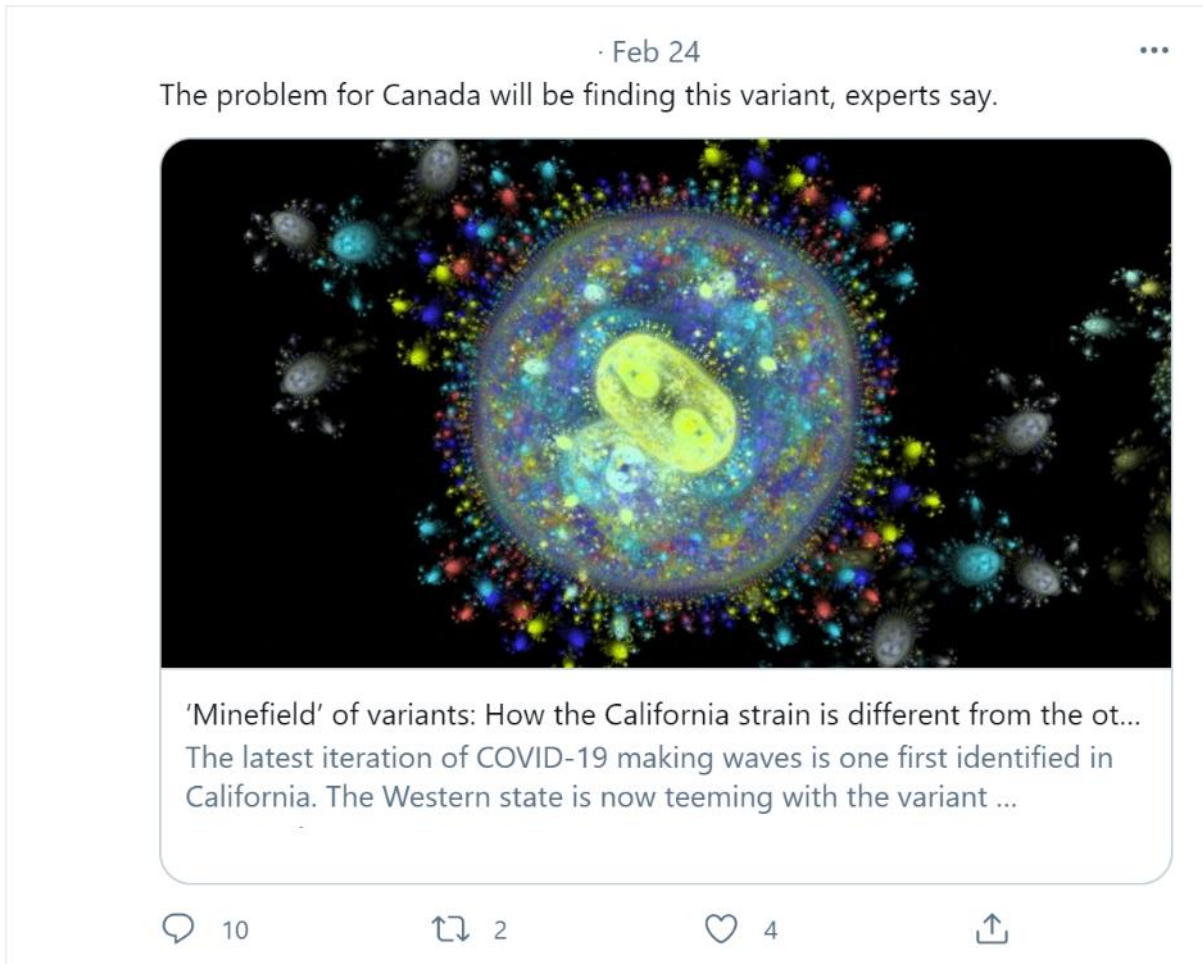 · Feb 24
The problem for Canada will be finding this variant, experts say.
‘Minefield’ of variants: How the California strain is different from the ot...
The latest iteration of COVID-19 making waves is one first identified in
California. The Western state is now teeming with the variant ...
10
2
4